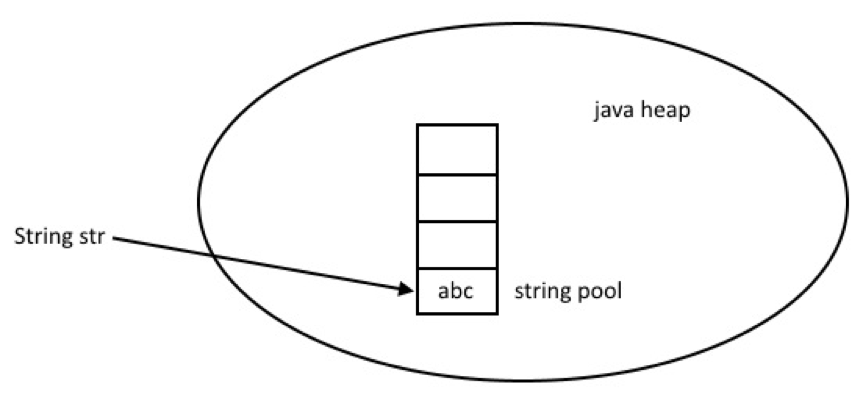 java heap
String str
abc
string pool